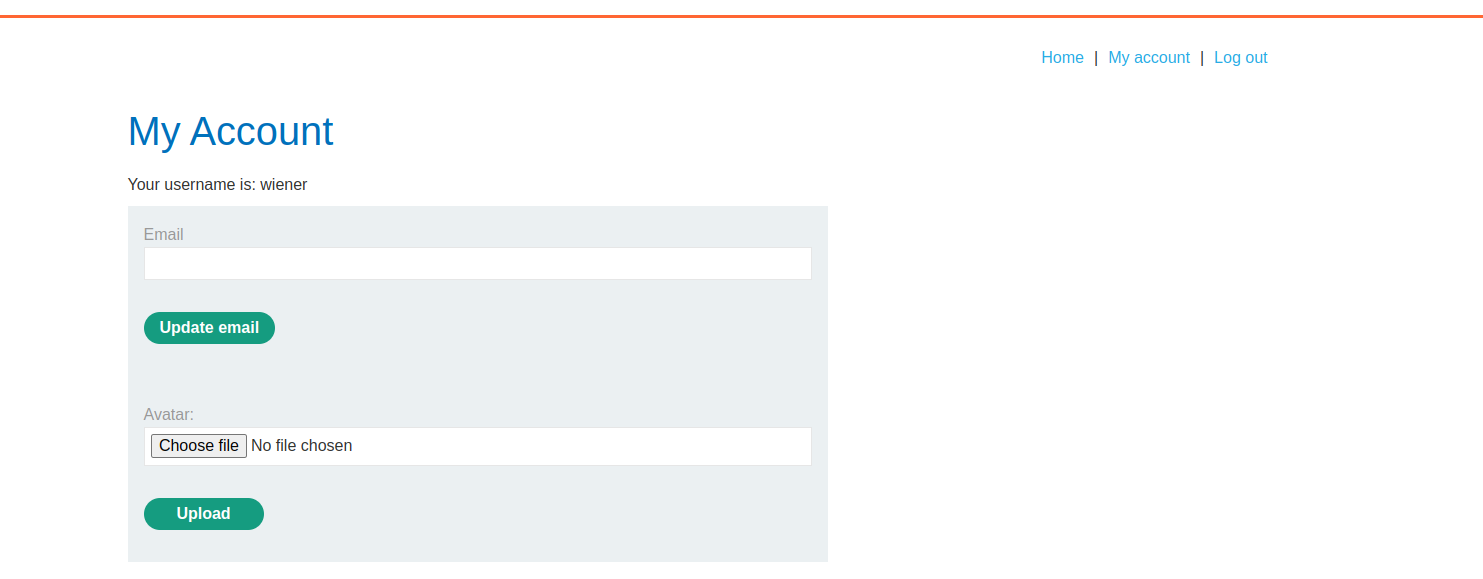 Home | My account | Log out
My Account
Your username is: wiener
Email
Update email
Avatar:
Choose file No file chosen
Upload